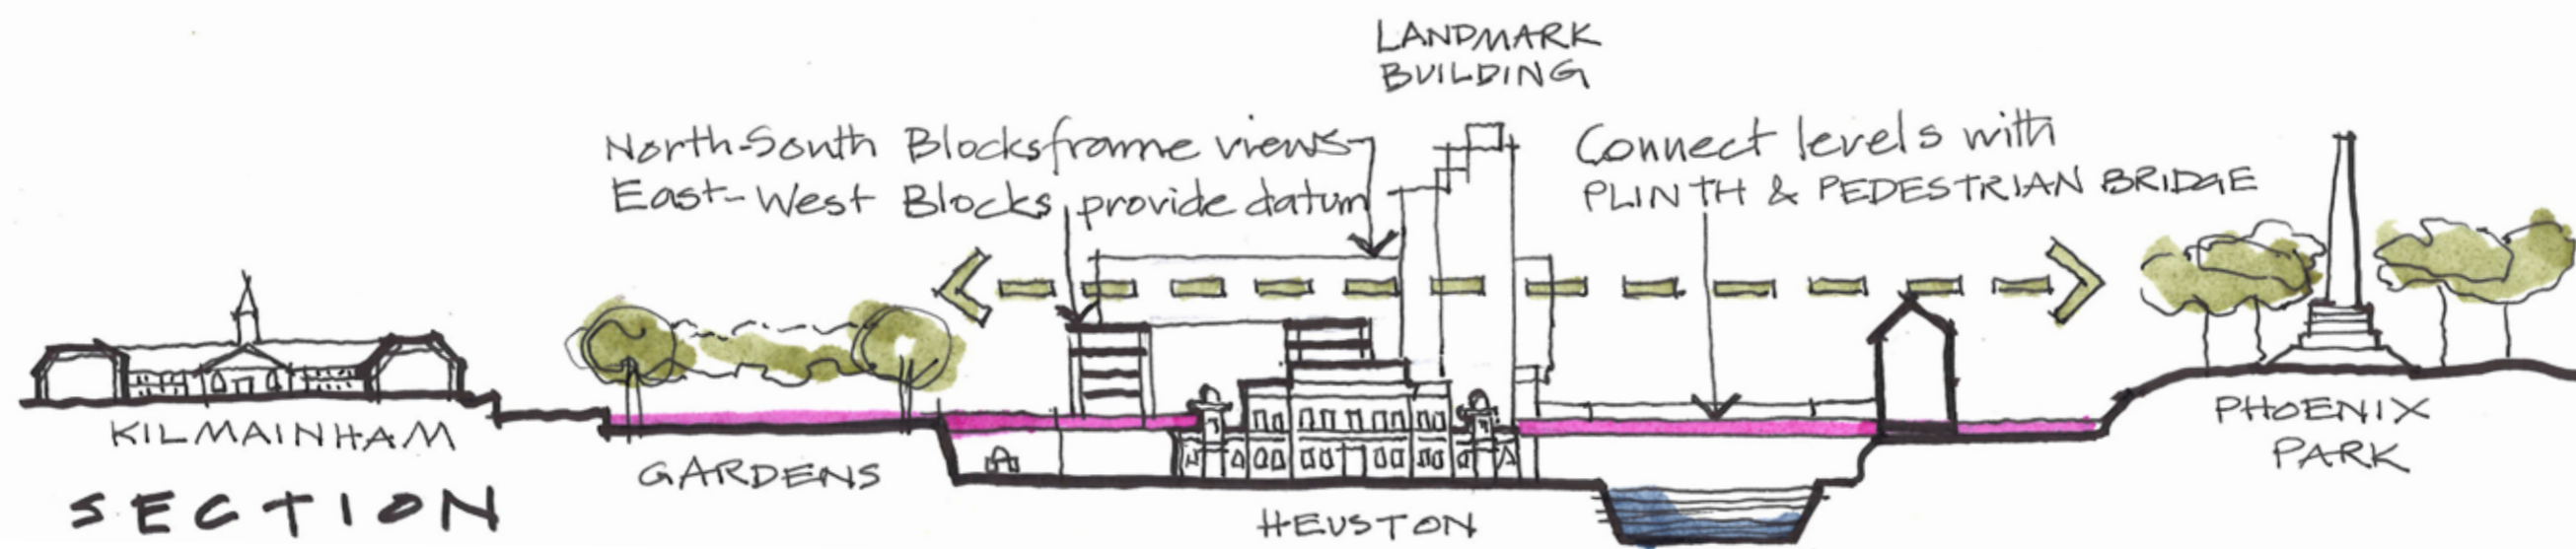 LANDMARK
BUILDING
North-South Blocks frame views
East-West Blocks provide datum
Connect levels with
PLINTH & PEDESTRIAN BRIDGE
KILMAINHAM
GARDENS
HEUSTON
PHOENIX
PARK
SECTION